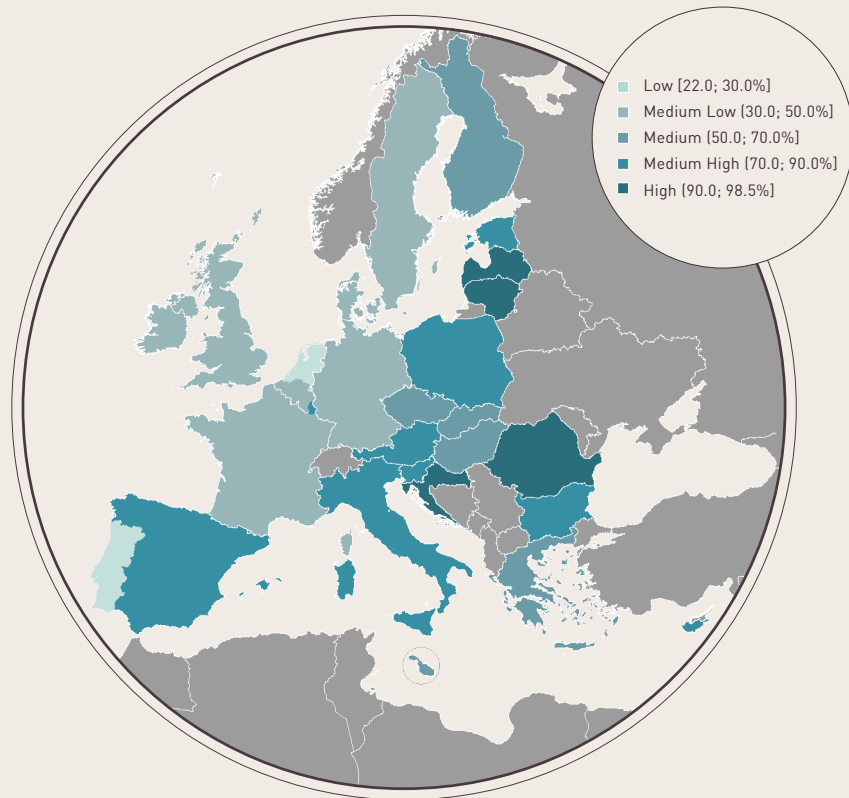 Low [22.0; 30.0%]
Medium Low (30.0; 50.0%]
Medium (50.0; 70.0%]
Medium High (70.0; 90.0%]
High (90.0; 98.5%]